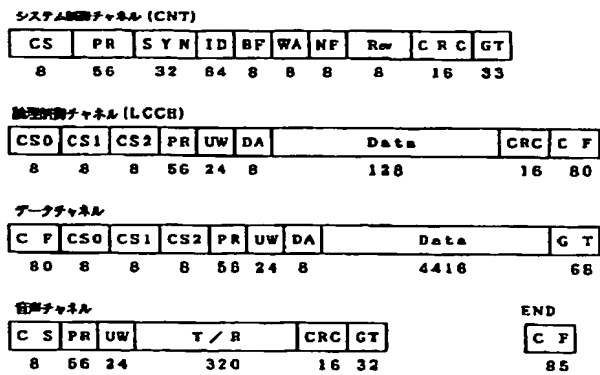 システム制御チャネル (CNT)
CS PR SYN ID BF WA NF Rev CRC GT
8 56 32 64 8 8 8 8 16 33
論理制御チャネル (LCCH)
CS0 CS1 CS2 PR UW DA Data CRC CF
8 8 8 56 24 8 128 16 80
データチャネル
CF CS0 CS1 CS2 PR UW DA Data GT
80 8 8 8 56 24 8 4416 68
音声チャネル END
CS PR UW T/R CRC GT CF
8 56 24 320 16 32 85